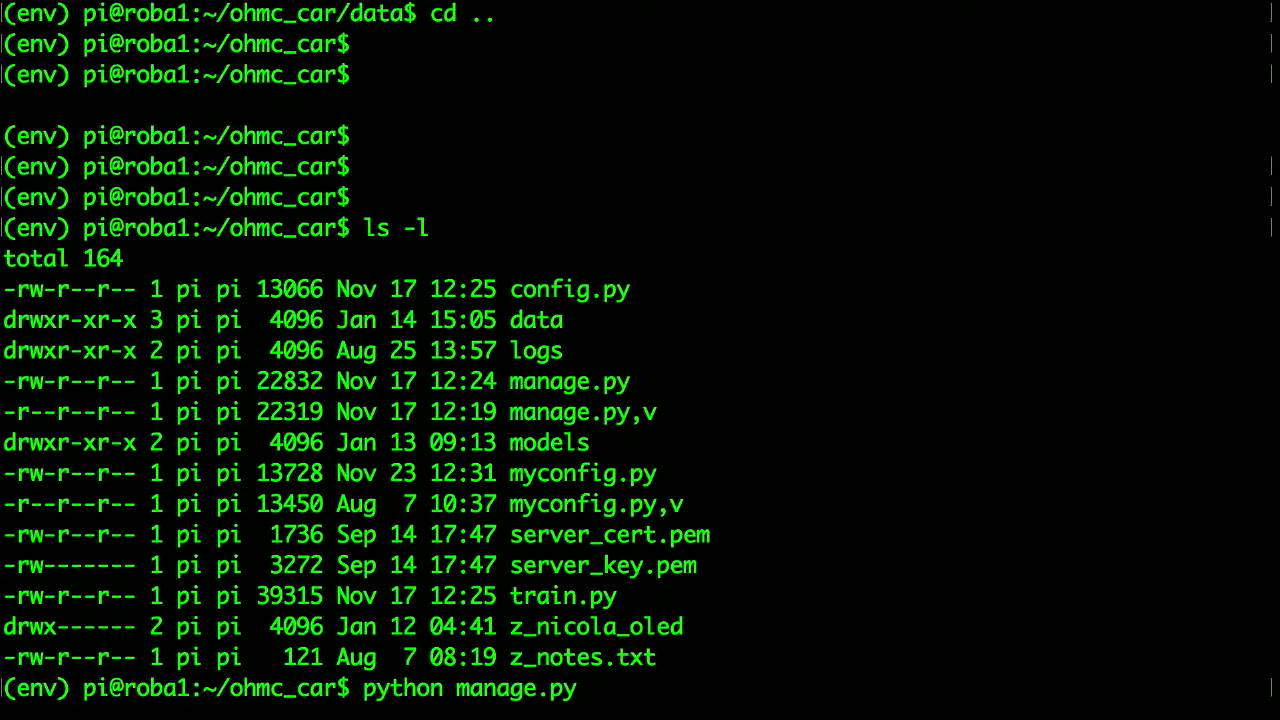 (env) pi@roba1:~/ohmc_car/data$ cd ..
(env) pi@roba1:~/ohmc_car$
(env) pi@roba1:~/ohmc_car$
(env) pi@roba1:~/ohmc_car$
(env) pi@roba1:~/ohmc_car$
(env) pi@roba1:~/ohmc_car$
(env) pi@roba1:~/ohmc_car$ ls -l
total 164
-rw-r--r-- 1 pi pi 13066 Nov 17 12:25 config.py
drwxr-xr-x 3 pi pi  4096 Jan 14 15:05 data
drwxr-xr-x 2 pi pi  4096 Aug 25 13:57 logs
-rw-r--r-- 1 pi pi 22832 Nov 17 12:24 manage.py
-r--r--r-- 1 pi pi 22319 Nov 17 12:19 manage.py,v
drwxr-xr-x 2 pi pi  4096 Jan 13 09:13 models
-rw-r--r-- 1 pi pi 13728 Nov 23 12:31 myconfig.py
-r--r--r-- 1 pi pi 13450 Aug  7 10:37 myconfig.py,v
-rw-r--r-- 1 pi pi  1736 Sep 14 17:47 server_cert.pem
-rw------- 1 pi pi  3272 Sep 14 17:47 server_key.pem
-rw-r--r-- 1 pi pi 39315 Nov 17 12:25 train.py
drwx------ 2 pi pi  4096 Jan 12 04:41 z_nicola_oled
-rw-r--r-- 1 pi pi   121 Aug  7 08:19 z_notes.txt
(env) pi@roba1:~/ohmc_car$ python manage.py